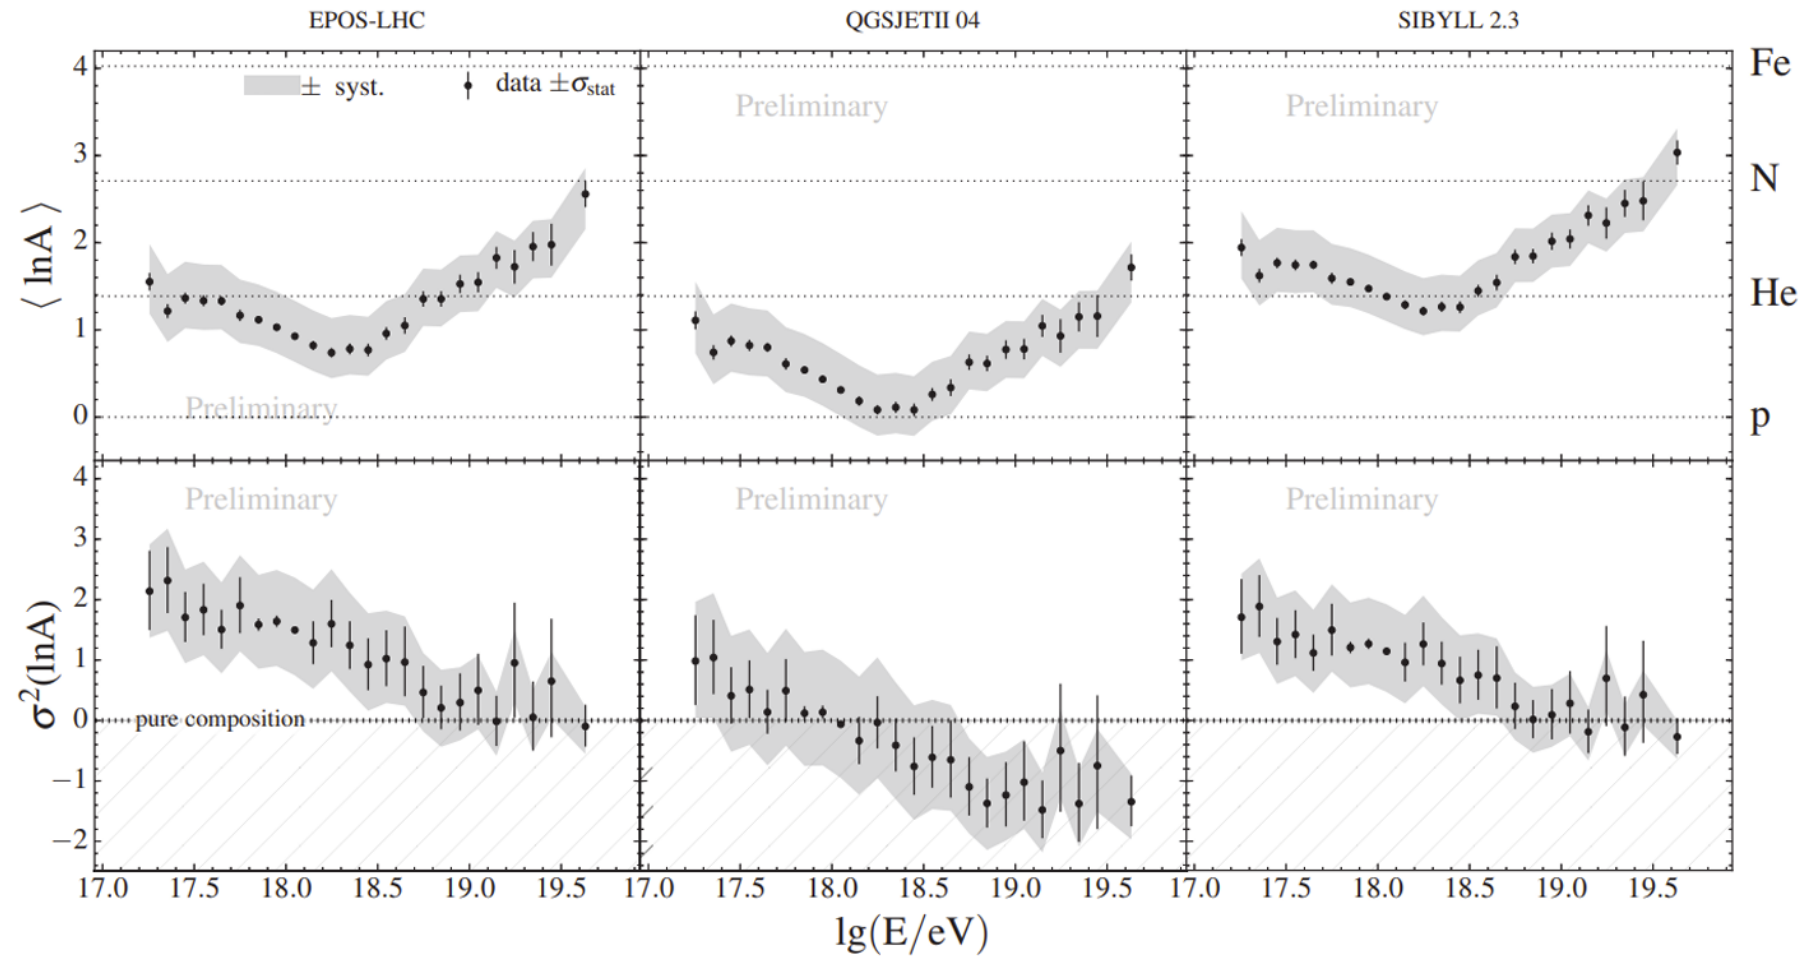 EPOS-LHC QGSJETII 04 SIBYLL 2.3
± syst. data ±σstat
Preliminary
Preliminary
Preliminary
⟨ lnA ⟩
4
3
2
1
0
Fe
N
He
p
Preliminary
Preliminary
Preliminary
σ²(lnA)
4
3
2
1
0
−1
−2
pure composition
17.0 17.5 18.0 18.5 19.0 19.5 17.0 17.5 18.0 18.5 19.0 19.5 17.0 17.5 18.0 18.5 19.0 19.5
lg(E/eV)